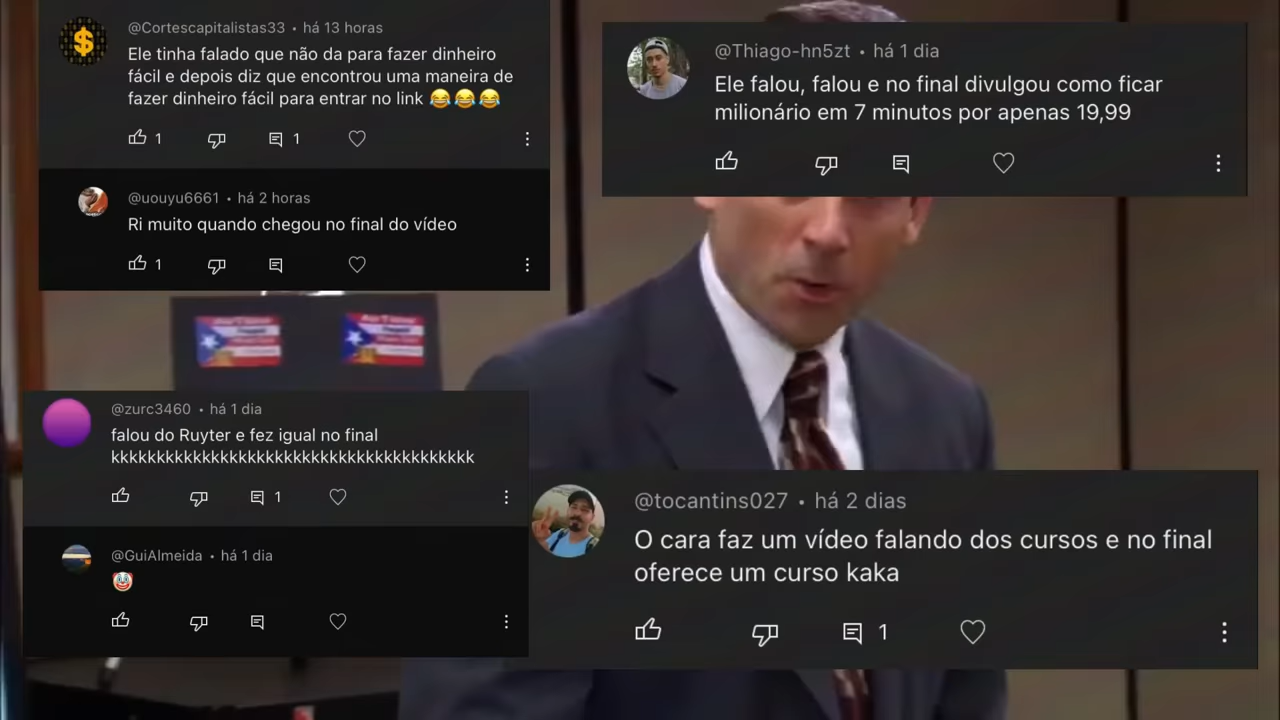 @Cortescapitalistas33 • há 13 horas
Ele tinha falado que não da para fazer dinheiro
fácil e depois diz que encontrou uma maneira de
fazer dinheiro fácil para entrar no link 😂😂😂
1
1
@uouyu6661 • há 2 horas
Ri muito quando chegou no final do vídeo
1
@Thiago-hn5zt • há 1 dia
Ele falou, falou e no final divulgou como ficar
milionário em 7 minutos por apenas 19,99
@zurc3460 • há 1 dia
falou do Ruyter e fez igual no final
kkkkkkkkkkkkkkkkkkkkkkkkkkkkkkkkkkkkkkkk
1
@GuiAlmeida • há 1 dia
🤡
@tocantins027 • há 2 dias
O cara faz um vídeo falando dos cursos e no final
oferece um curso kaka
1